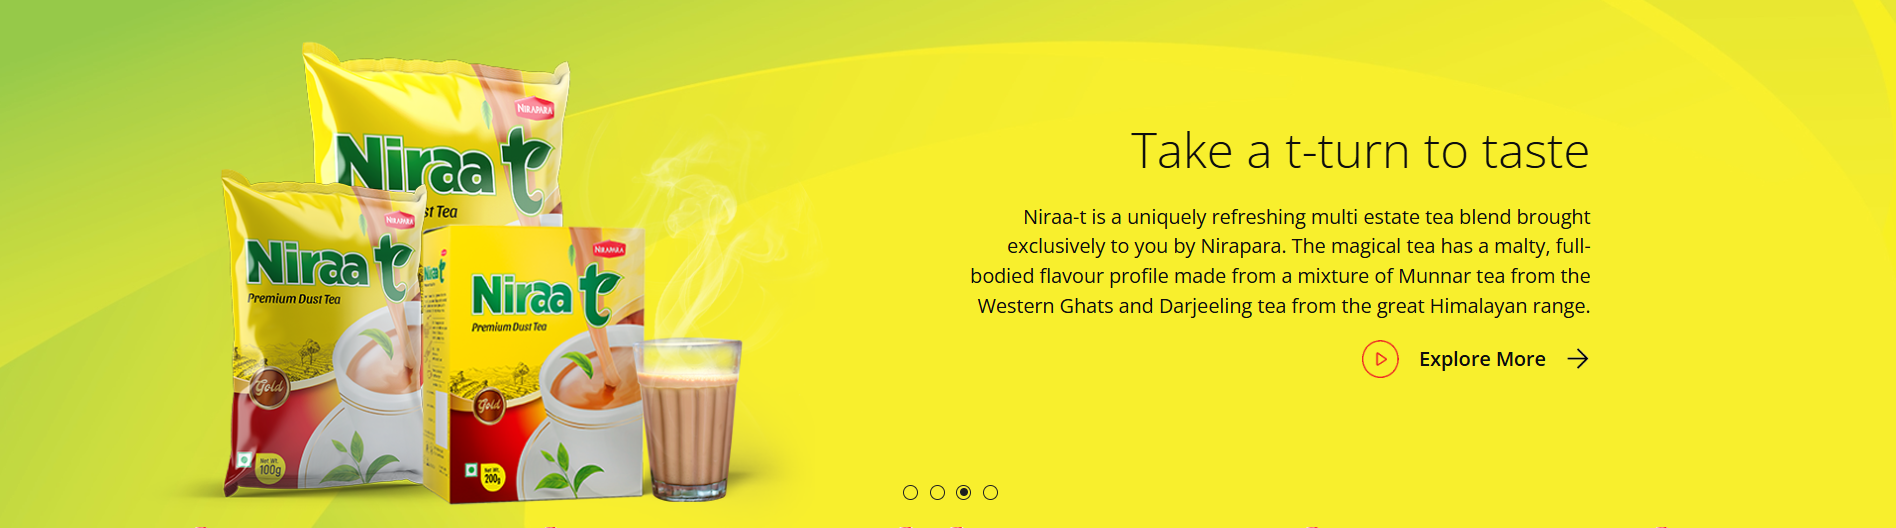 NIRAPARA
Niraa t
st Tea
NIRAPARA
Niraa t
Premium Dust Tea
Gold
Net Wt.
100g
NIRAPARA
Niraa t
Niraa t
Premium Dust Tea
Gold
Net Wt.
200g
Take a t-turn to taste
Niraa-t is a uniquely refreshing multi estate tea blend brought
exclusively to you by Nirapara. The magical tea has a malty, full-
bodied flavour profile made from a mixture of Munnar tea from the
Western Ghats and Darjeeling tea from the great Himalayan range.
Explore More